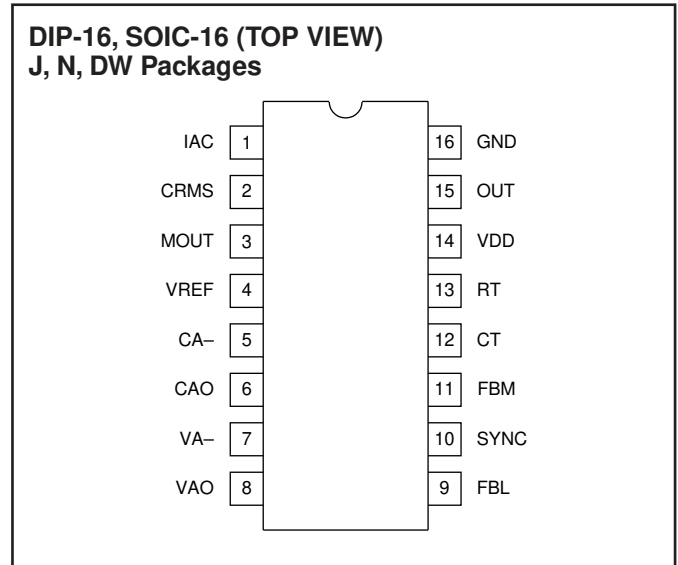 DIP-16, SOIC-16 (TOP VIEW)
J, N, DW Packages
IAC 1 16 GND
CRMS 2 15 OUT
MOUT 3 14 VDD
VREF 4 13 RT
CA– 5 12 CT
CAO 6 11 FBM
VA– 7 10 SYNC
VAO 8 9 FBL